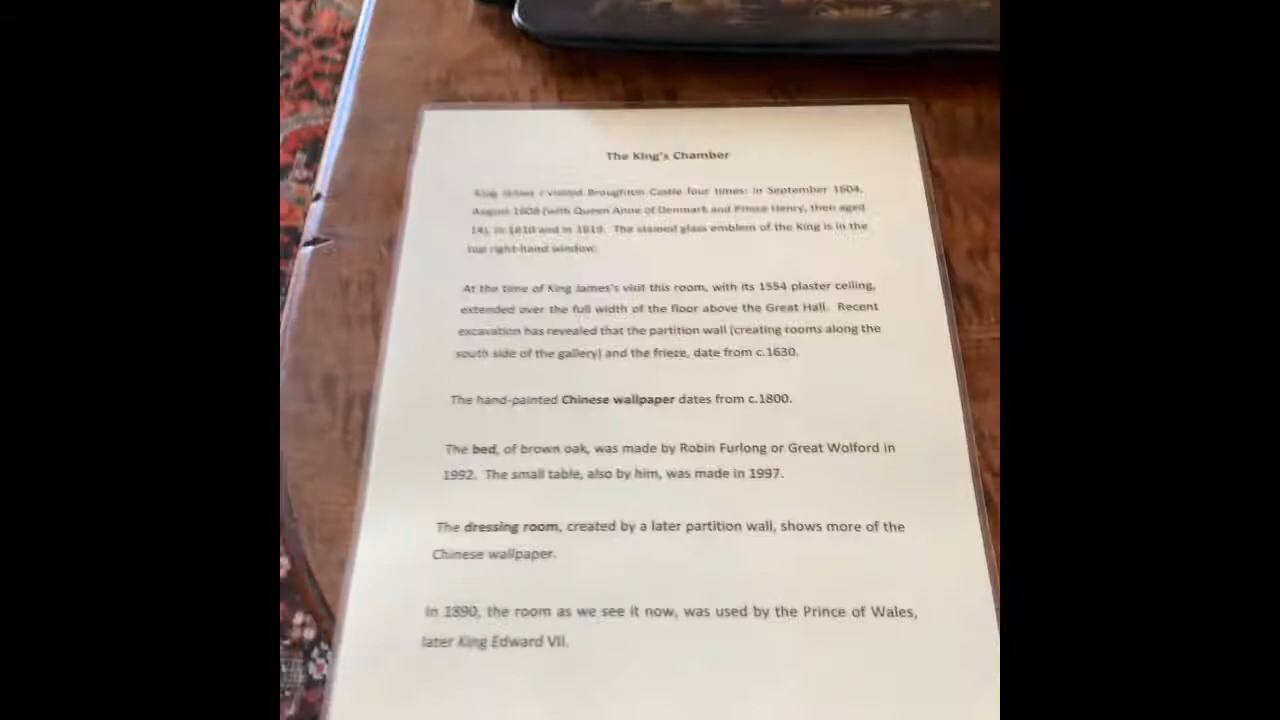 The King's Chamber
King James I visited Broughton Castle four times: in September 1604,
August 1608 (with Queen Anne of Denmark and Prince Henry, then aged
14), in 1610 and in 1619. The stained glass emblem of the King is in the
top right-hand window.
At the time of King James's visit this room, with its 1554 plaster ceiling,
extended over the full width of the floor above the Great Hall. Recent
excavation has revealed that the partition wall (creating rooms along the
south side of the gallery) and the frieze, date from c.1630.
The hand-painted Chinese wallpaper dates from c.1800.
The bed, of brown oak, was made by Robin Furlong or Great Wolford in
1992. The small table, also by him, was made in 1997.
The dressing room, created by a later partition wall, shows more of the
Chinese wallpaper.
In 1890, the room as we see it now, was used by the Prince of Wales,
later King Edward VII.